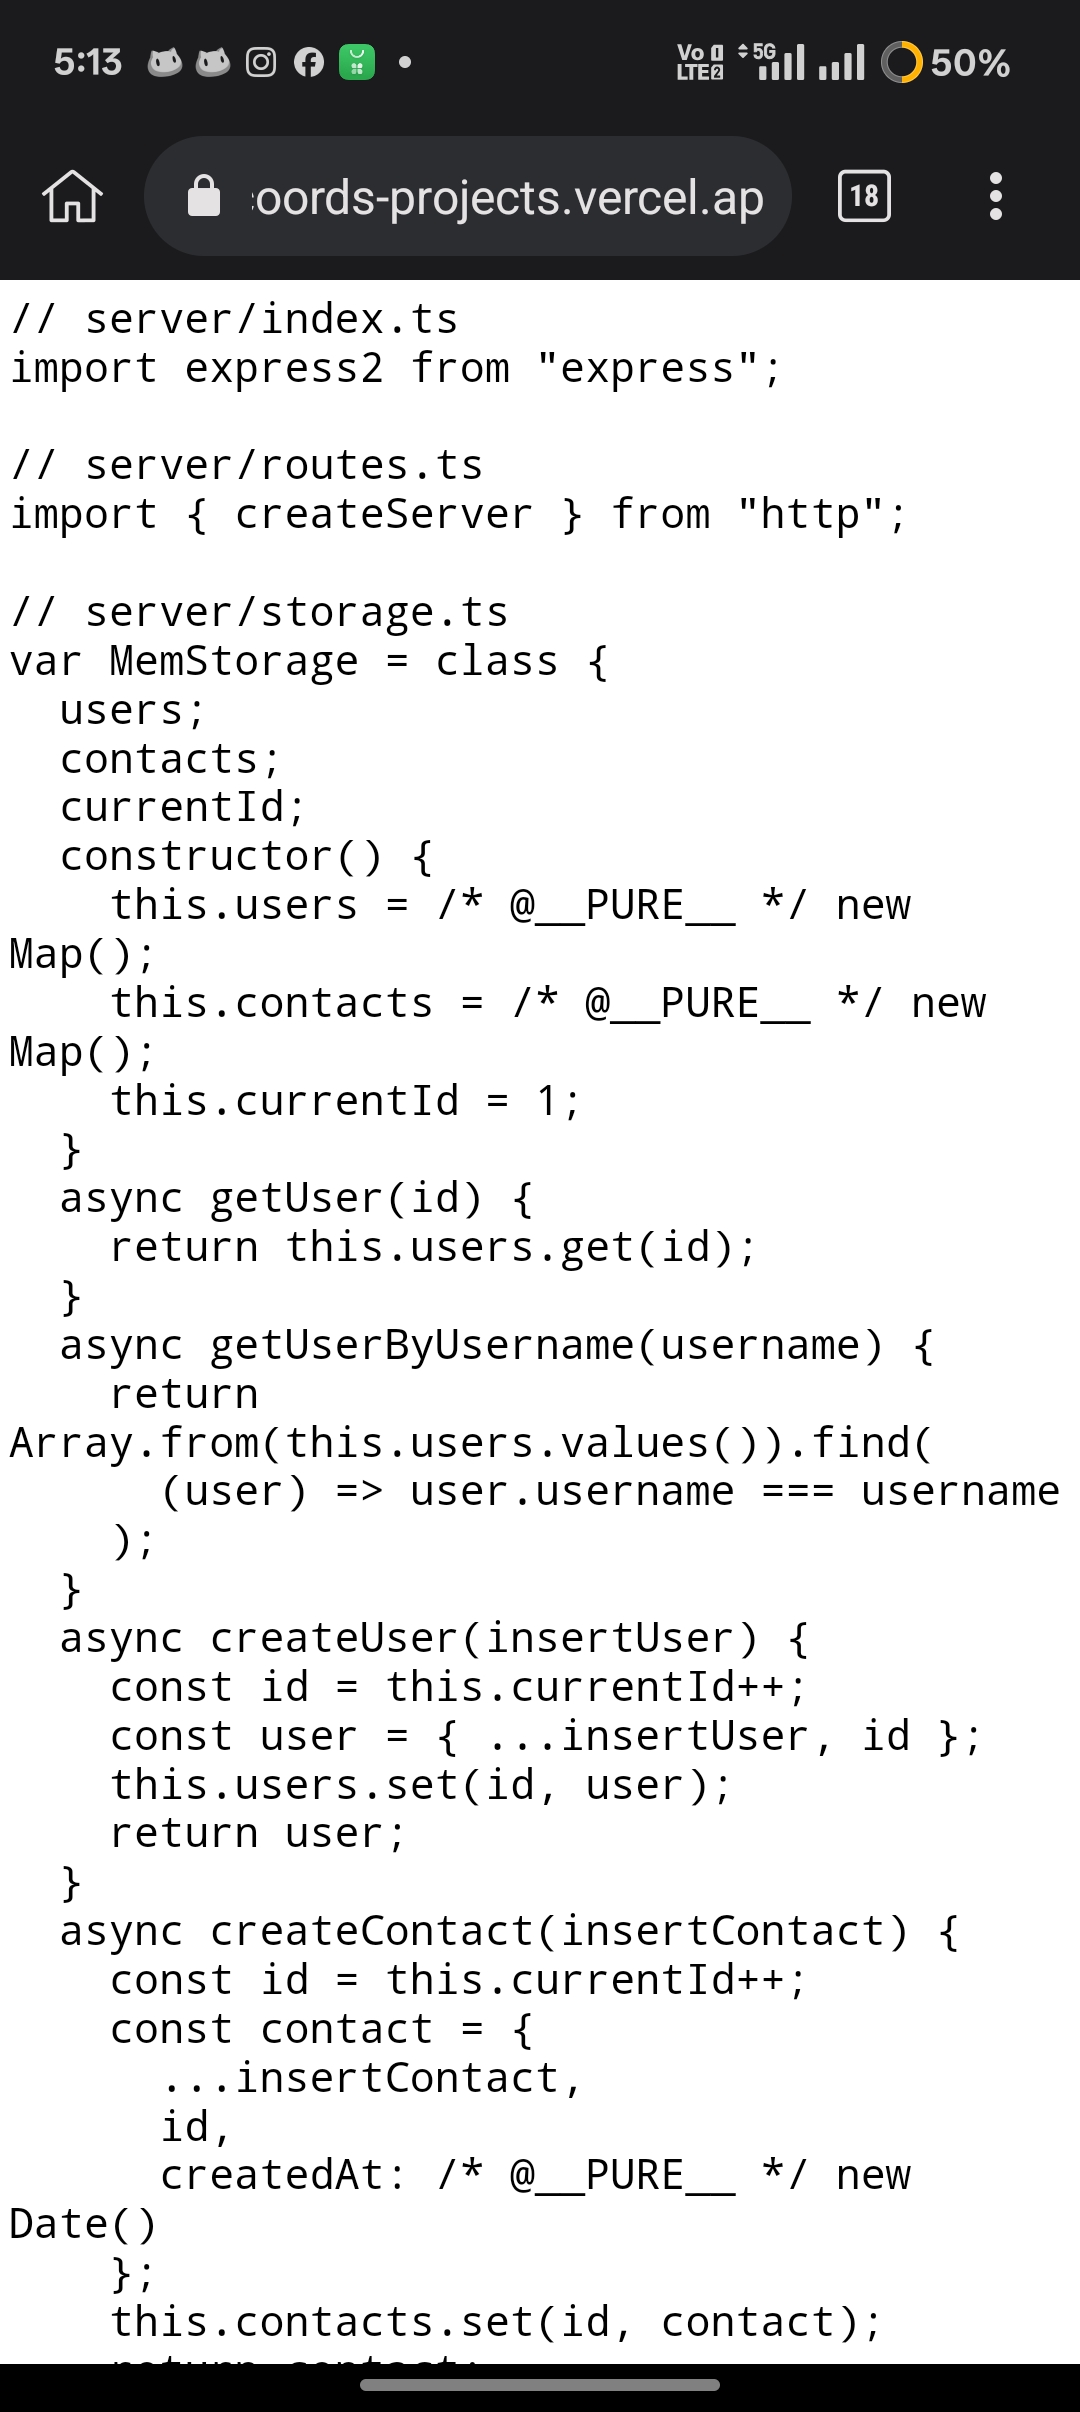 5:13 Vo 1 LTE 2 5G 50%
oords-projects.vercel.ap 18
// server/index.ts
import express2 from "express";
// server/routes.ts
import { createServer } from "http";
// server/storage.ts
var MemStorage = class {
  users;
  contacts;
  currentId;
  constructor() {
    this.users = /* @__PURE__ */ new
Map();
    this.contacts = /* @__PURE__ */ new
Map();
    this.currentId = 1;
  }
  async getUser(id) {
    return this.users.get(id);
  }
  async getUserByUsername(username) {
    return
Array.from(this.users.values()).find(
      (user) => user.username === username
    );
  }
  async createUser(insertUser) {
    const id = this.currentId++;
    const user = { ...insertUser, id };
    this.users.set(id, user);
    return user;
  }
  async createContact(insertContact) {
    const id = this.currentId++;
    const contact = {
      ...insertContact,
      id,
      createdAt: /* @__PURE__ */ new
Date()
    };
    this.contacts.set(id, contact);
    return contact;